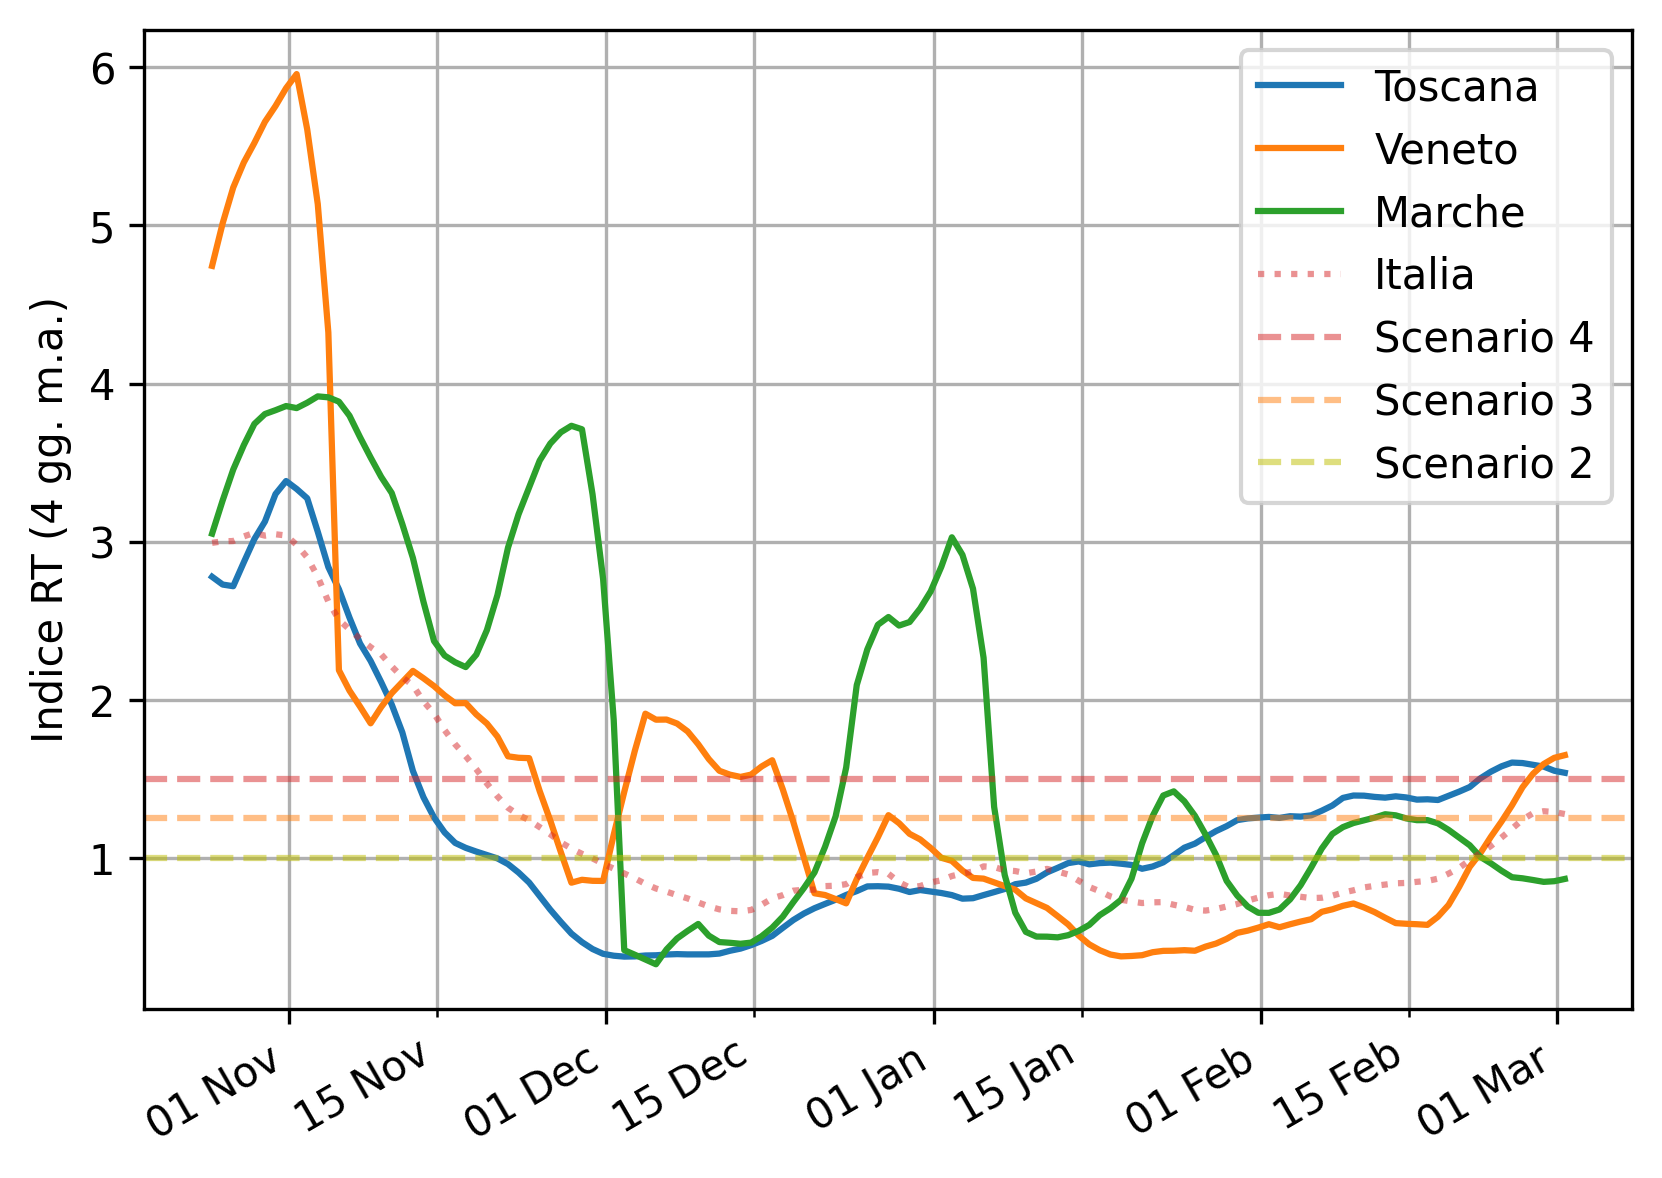 Indice RT (4 gg. m.a.)
6
5
4
3
2
1
Toscana
Veneto
Marche
Italia
Scenario 4
Scenario 3
Scenario 2
01 Nov
15 Nov
01 Dec
15 Dec
01 Jan
15 Jan
01 Feb
15 Feb
01 Mar